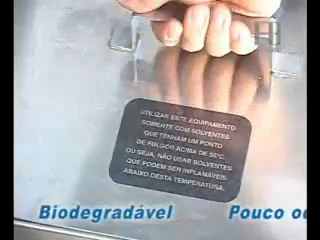 UTILIZAR ESTE EQUIPAMENTO
SOMENTE COM SOLVENTES
QUE TENHAM UM PONTO
DE FULGOR ACIMA DE 50°C,
OU SEJA, NÃO USAR SOLVENTES
QUE PODEM SER INFLAMÁVEIS
ABAIXO DESTA TEMPERATURA.
Biodegradável Pouco